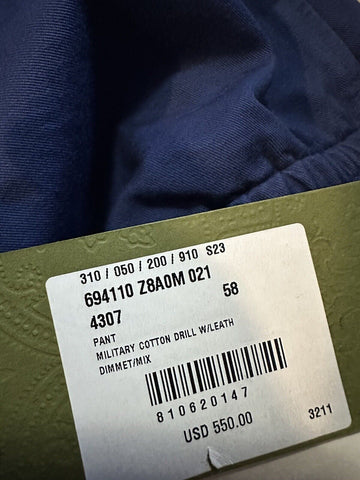 310 / 050 / 200 / 910 S23
694110 Z8AOM 021
4307 58
PANT
MILITARY COTTON DRILL W/LEATH
DIMMET/MIX
810620147
USD 550.00
3211